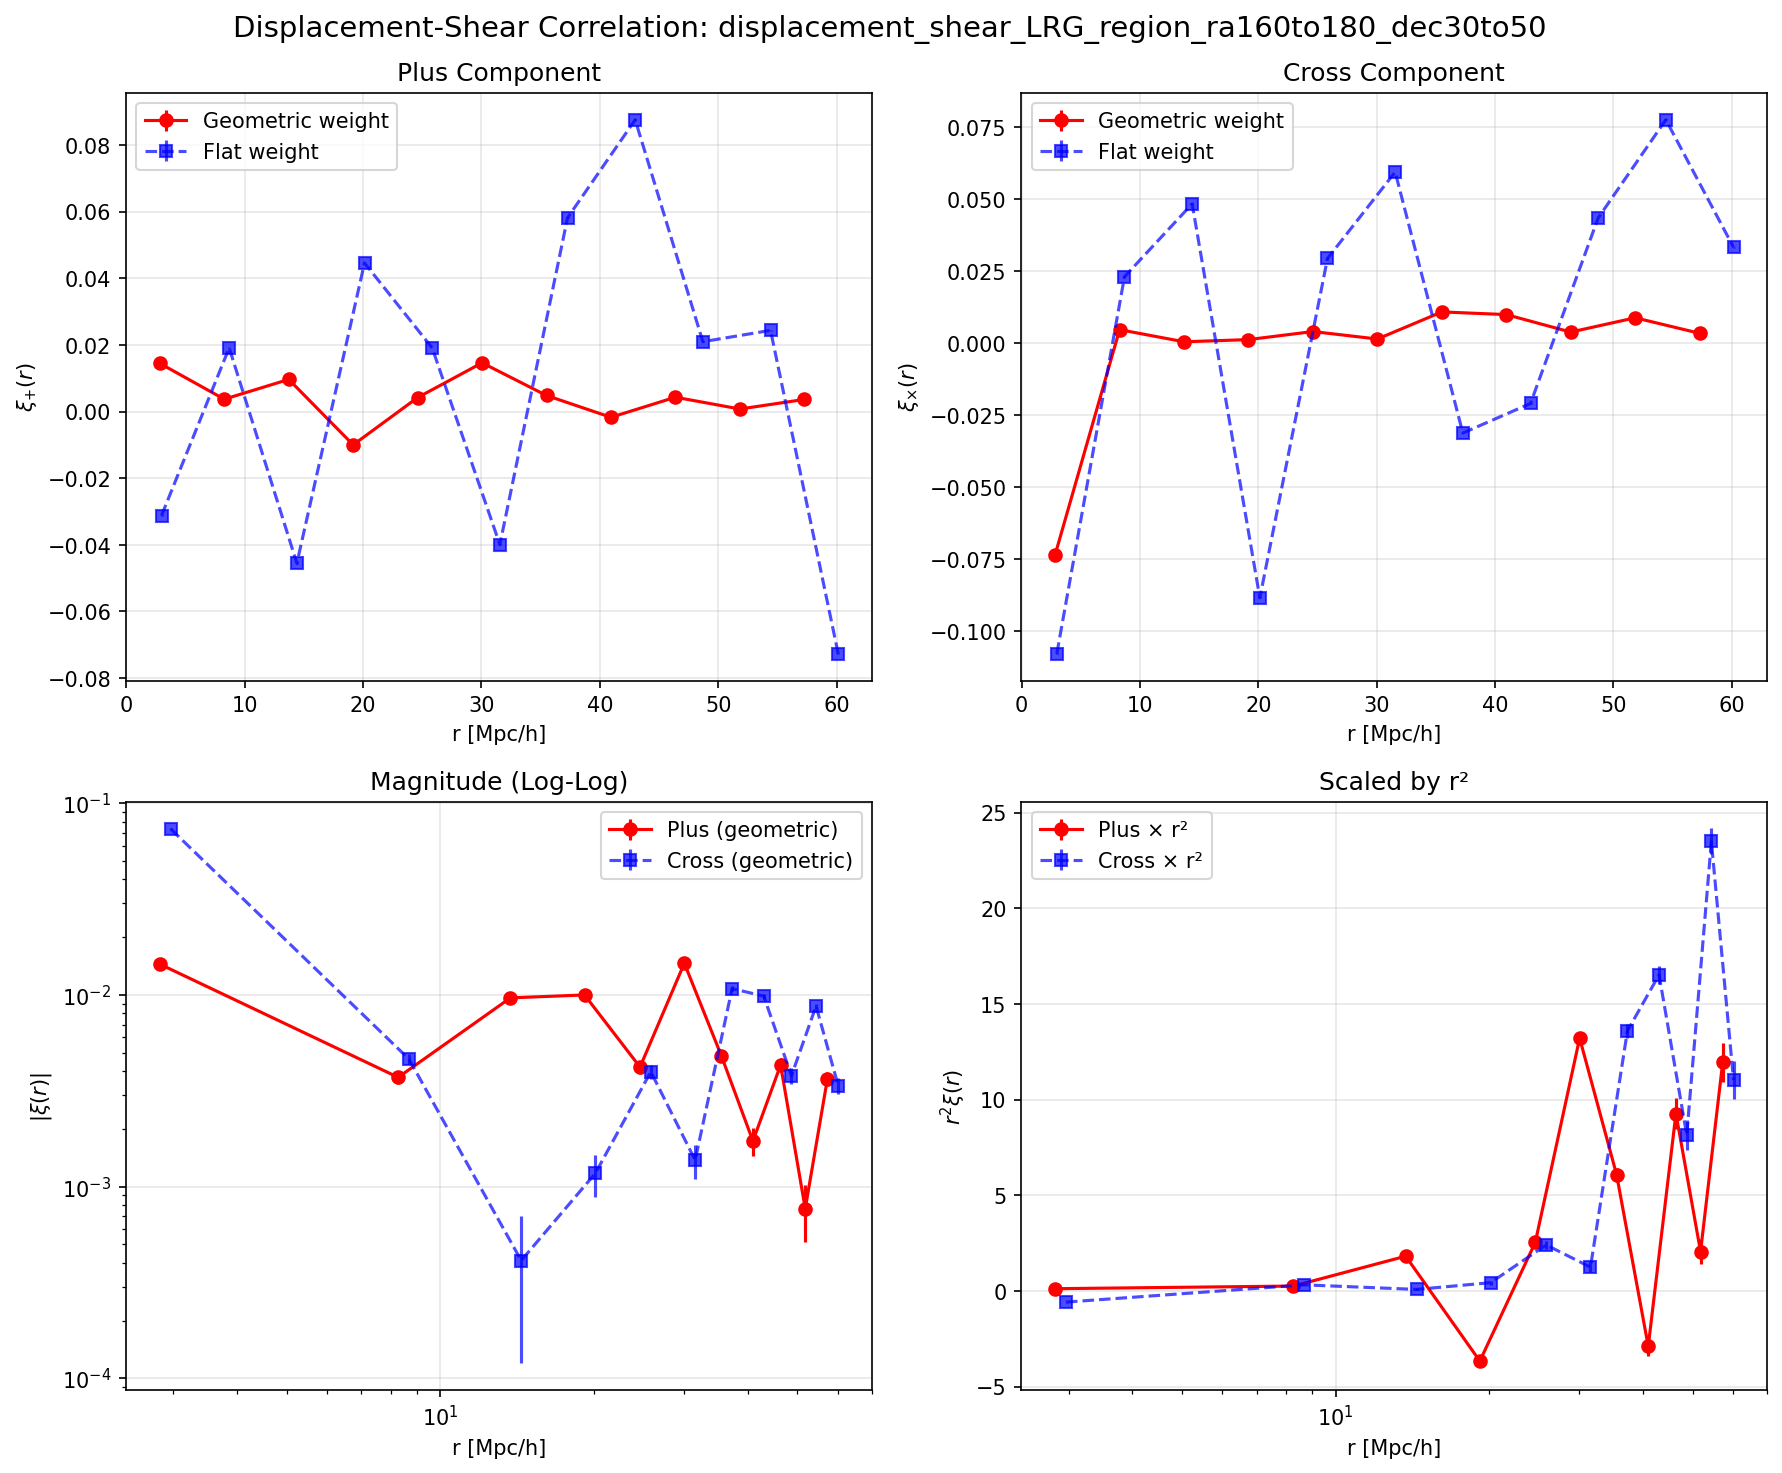 Displacement-Shear Correlation: displacement_shear_LRG_region_ra160to180_dec30to50
Plus Component
Geometric weight
Flat weight
0.08
0.06
0.04
0.02
0.00
−0.02
−0.04
−0.06
−0.08
ξ₊(r)
0 10 20 30 40 50 60
r [Mpc/h]
Cross Component
Geometric weight
Flat weight
0.075
0.050
0.025
0.000
−0.025
−0.050
−0.075
−0.100
ξ×(r)
0 10 20 30 40 50 60
r [Mpc/h]
Magnitude (Log-Log)
Plus (geometric)
Cross (geometric)
10⁻¹
10⁻²
10⁻³
10⁻⁴
|ξ(r)|
10¹
r [Mpc/h]
Scaled by r²
Plus × r²
Cross × r²
25
20
15
10
5
0
−5
r²ξ(r)
10¹
r [Mpc/h]